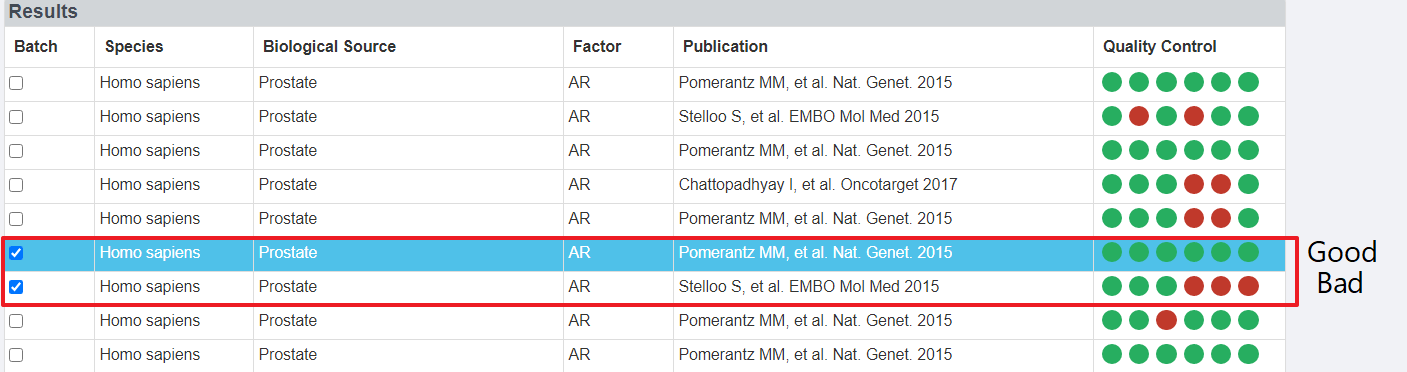 Results
Batch Species Biological Source Factor Publication Quality Control
Homo sapiens Prostate AR Pomerantz MM, et al. Nat. Genet. 2015
Homo sapiens Prostate AR Stelloo S, et al. EMBO Mol Med 2015
Homo sapiens Prostate AR Pomerantz MM, et al. Nat. Genet. 2015
Homo sapiens Prostate AR Chattopadhyay I, et al. Oncotarget 2017
Homo sapiens Prostate AR Pomerantz MM, et al. Nat. Genet. 2015
Homo sapiens Prostate AR Pomerantz MM, et al. Nat. Genet. 2015 Good
Homo sapiens Prostate AR Stelloo S, et al. EMBO Mol Med 2015 Bad
Homo sapiens Prostate AR Pomerantz MM, et al. Nat. Genet. 2015
Homo sapiens Prostate AR Pomerantz MM, et al. Nat. Genet. 2015